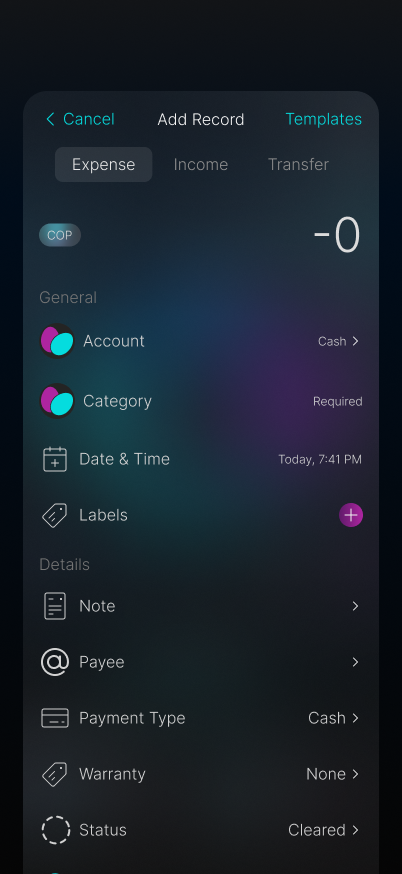 Cancel Add Record Templates
Expense Income Transfer
COP -0
General
Account Cash
Category Required
Date & Time Today, 7:41 PM
Labels
Details
Note
Payee
Payment Type Cash
Warranty None
Status Cleared